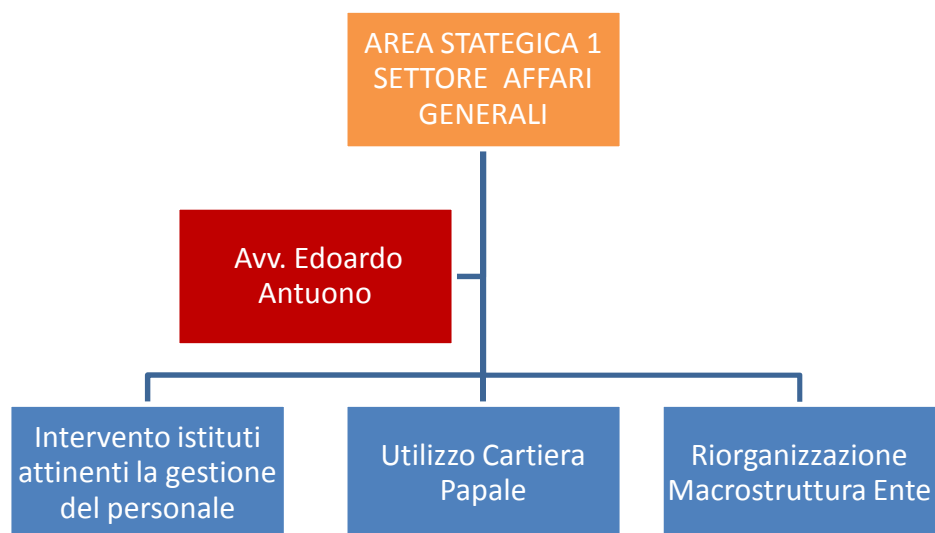 AREA STATEGICA 1
SETTORE AFFARI
GENERALI
Avv. Edoardo
Antuono
Intervento istituti
attinenti la gestione
del personale
Utilizzo Cartiera
Papale
Riorganizzazione
Macrostruttura Ente